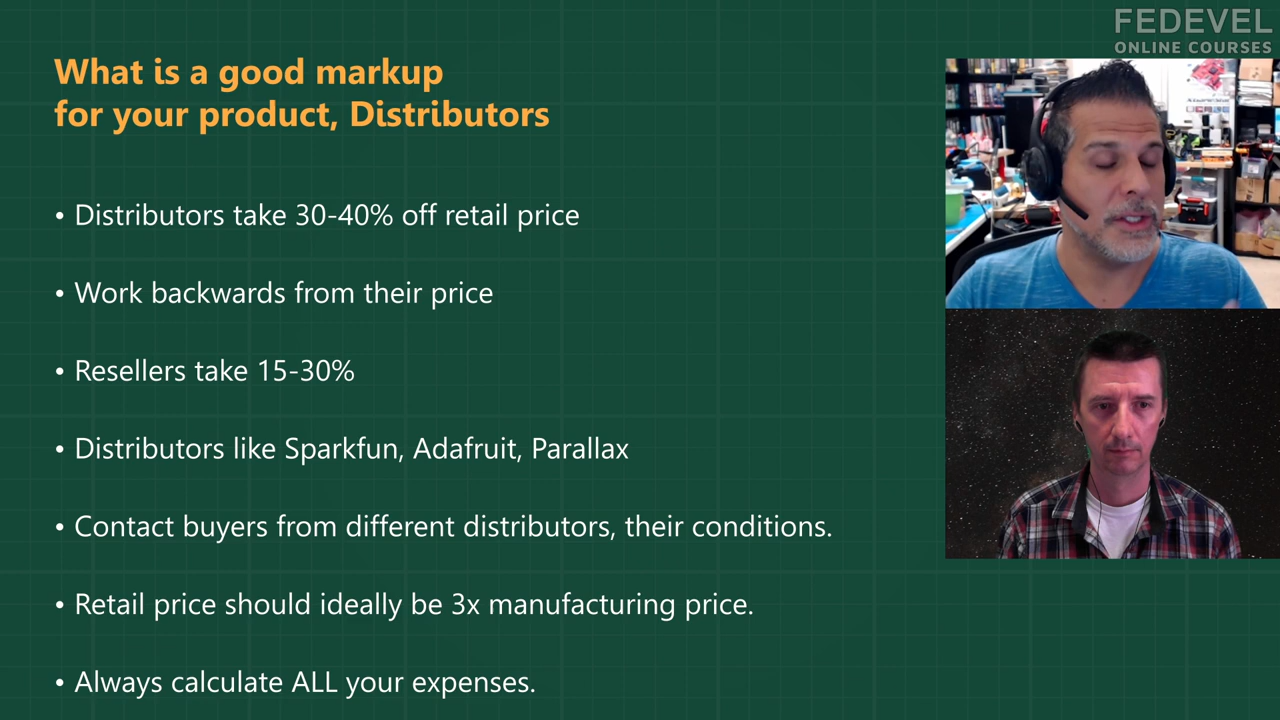 FEDEVEL
ONLINE COURSES
What is a good markup
for your product, Distributors
• Distributors take 30-40% off retail price
• Work backwards from their price
• Resellers take 15-30%
• Distributors like Sparkfun, Adafruit, Parallax
• Contact buyers from different distributors, their conditions.
• Retail price should ideally be 3x manufacturing price.
• Always calculate ALL your expenses.